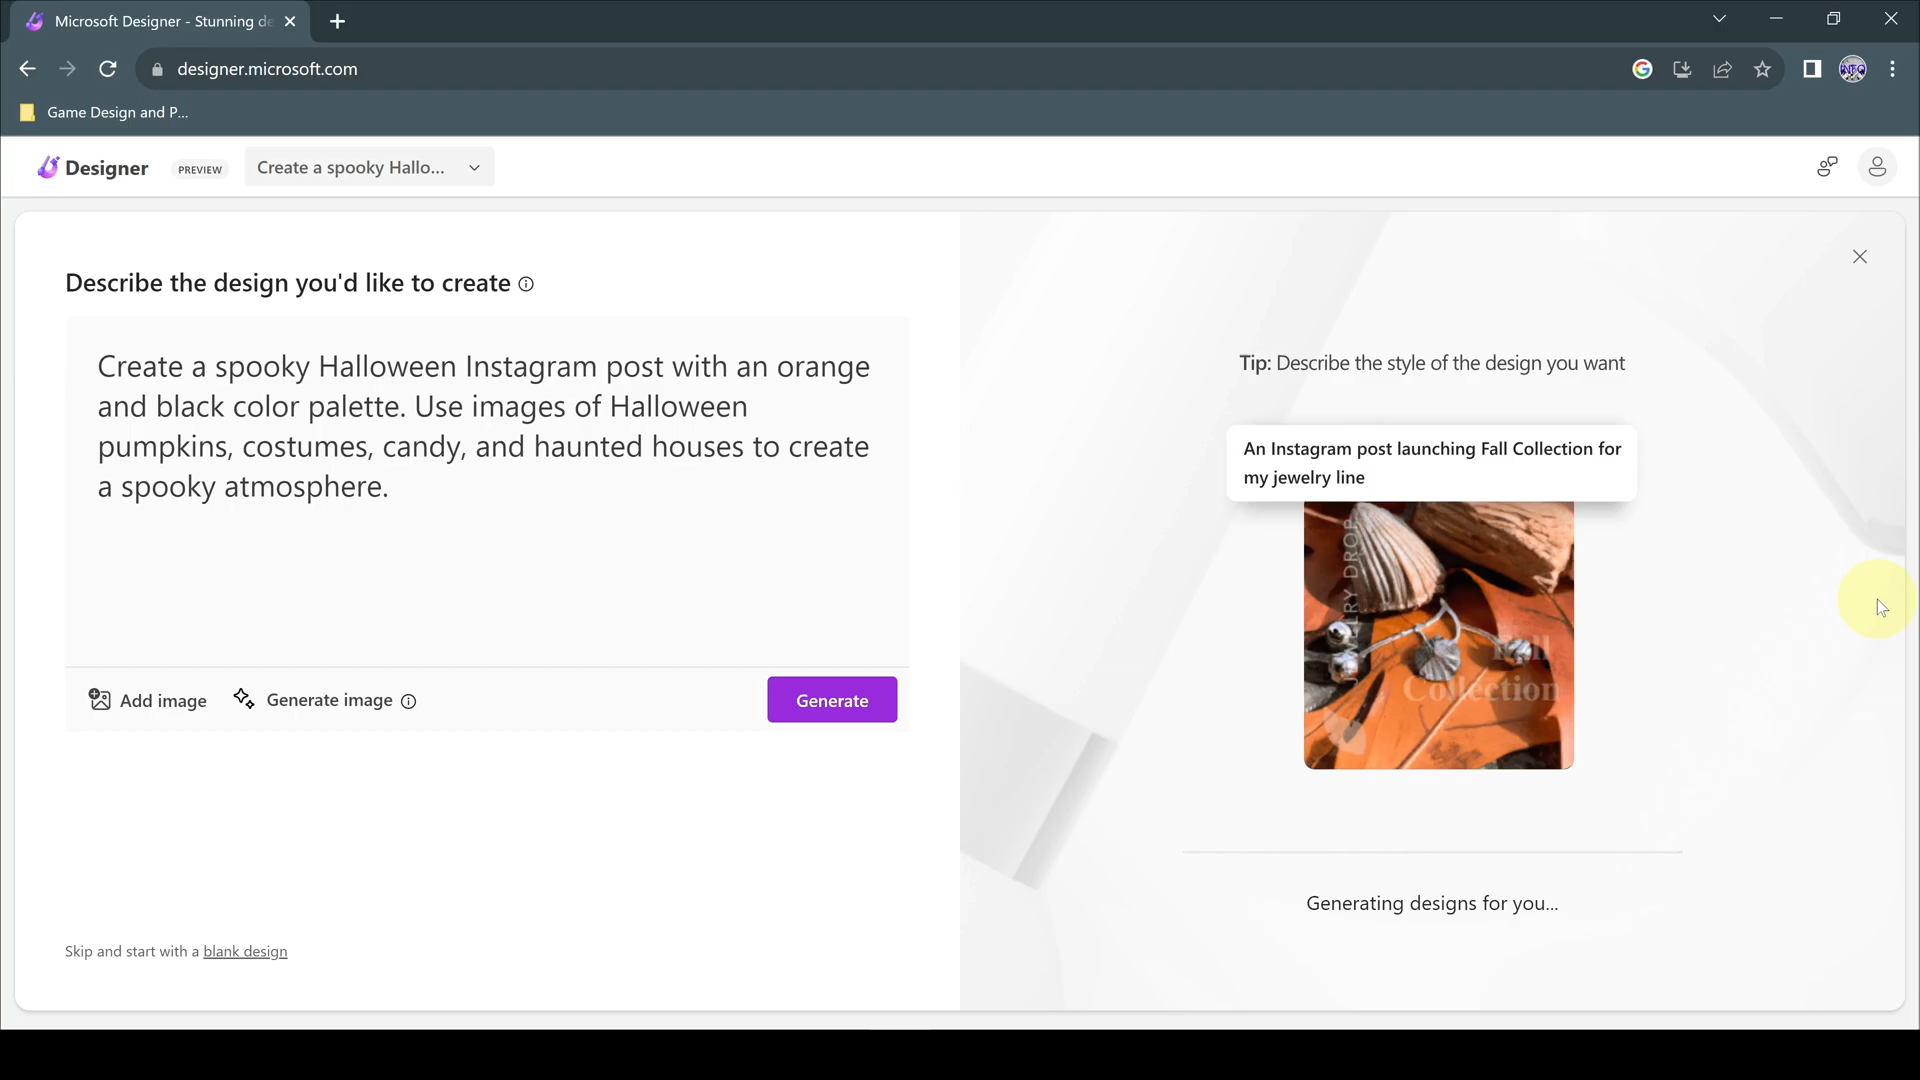 Microsoft Designer - Stunning de
designer.microsoft.com
Game Design and P...
Designer
PREVIEW
Create a spooky Hallo...
Describe the design you'd like to create
Create a spooky Halloween Instagram post with an orange
and black color palette. Use images of Halloween
pumpkins, costumes, candy, and haunted houses to create
a spooky atmosphere.
Add image
Generate image
Generate
Skip and start with a blank design
Tip: Describe the style of the design you want
An Instagram post launching Fall Collection for
my jewelry line
Fall
Collection
Generating designs for you...